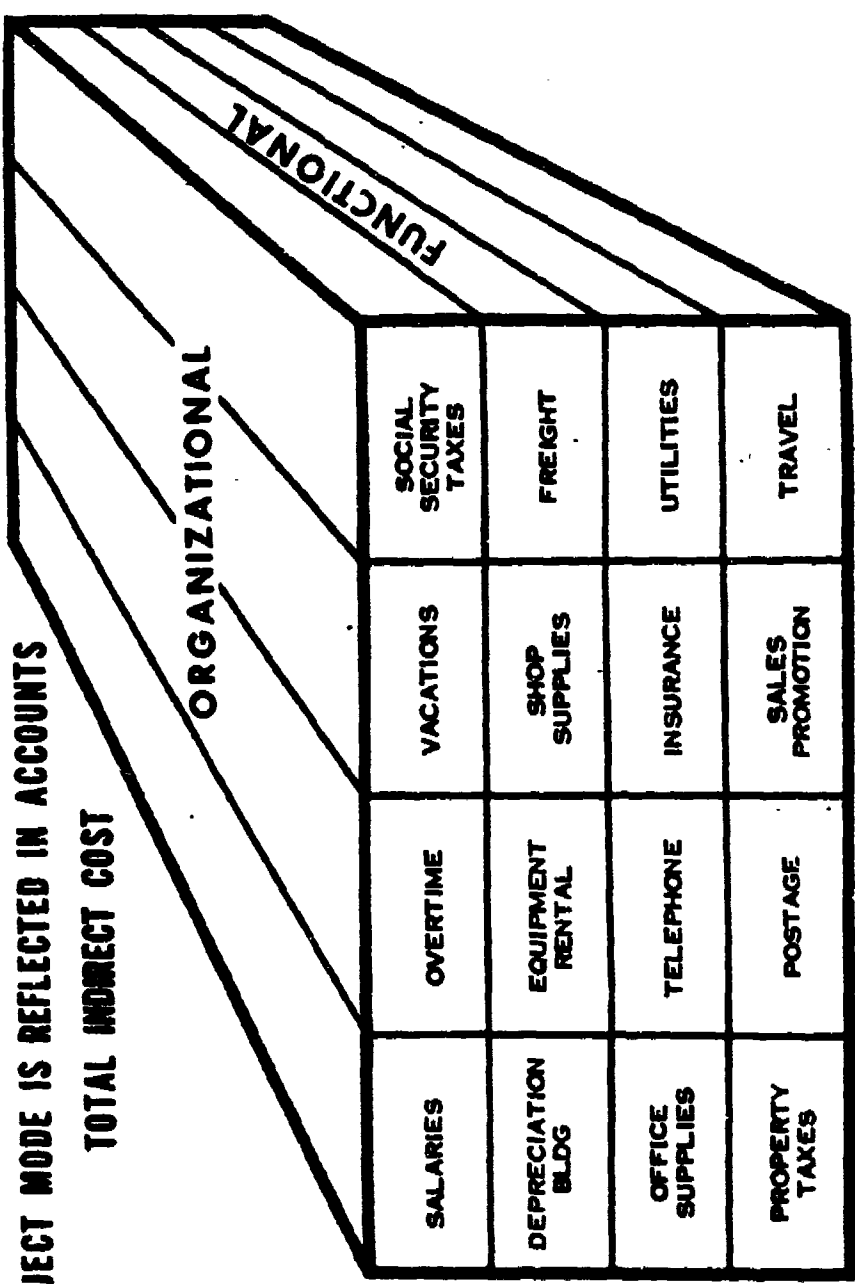 JECT MODE IS REFLECTED IN ACCOUNTS
TOTAL INDIRECT COST
ORGANIZATIONAL
FUNCTIONAL
SALARIES
OVERTIME
VACATIONS
SOCIAL
SECURITY
TAXES
DEPRECIATION
BLDG
EQUIPMENT
RENTAL
SHOP
SUPPLIES
FREIGHT
OFFICE
SUPPLIES
TELEPHONE
INSURANCE
UTILITIES
PROPERTY
TAXES
POSTAGE
SALES
PROMOTION
TRAVEL